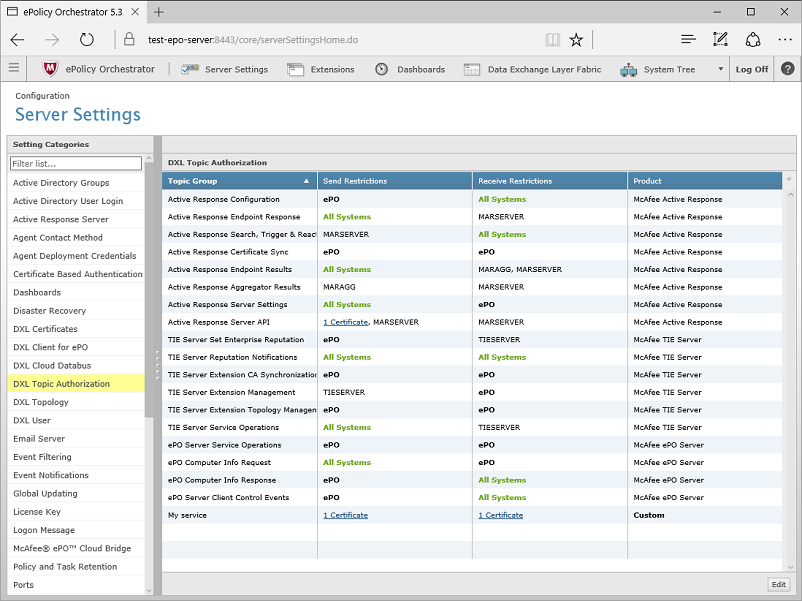 ePolicy Orchestrator 5.3.
test-epo-server:8443/core/serverSettingsHome.do
ePolicy Orchestrator Server Settings Extensions Dashboards Data Exchange Layer Fabric System Tree Log Off ?
Configuration
Server Settings
Setting Categories
Filter list...
Active Directory Groups
Active Directory User Login
Active Response Server
Agent Contact Method
Agent Deployment Credentials
Certificate Based Authentication
Dashboards
Disaster Recovery
DXL Certificates
DXL Client for ePO
DXL Cloud Databus
DXL Topic Authorization
DXL Topology
DXL User
Email Server
Event Filtering
Event Notifications
Global Updating
License Key
Logon Message
McAfee® ePO™ Cloud Bridge
Policy and Task Retention
Ports
DXL Topic Authorization
Topic Group Send Restrictions Receive Restrictions Product
Active Response Configuration ePO All Systems McAfee Active Response
Active Response Endpoint Response All Systems MARSERVER McAfee Active Response
Active Response Search, Trigger & Reac MARSERVER All Systems McAfee Active Response
Active Response Certificate Sync ePO ePO McAfee Active Response
Active Response Endpoint Results All Systems MARAGG, MARSERVER McAfee Active Response
Active Response Aggregator Results MARAGG MARSERVER McAfee Active Response
Active Response Server Settings All Systems ePO McAfee Active Response
Active Response Server API 1 Certificate, MARSERVER MARSERVER McAfee Active Response
TIE Server Set Enterprise Reputation ePO TIESERVER McAfee TIE Server
TIE Server Reputation Notifications All Systems All Systems McAfee TIE Server
TIE Server Extension CA Synchronizatio ePO ePO McAfee TIE Server
TIE Server Extension Management TIESERVER ePO McAfee TIE Server
TIE Server Extension Topology Managem ePO ePO McAfee TIE Server
TIE Server Service Operations All Systems TIESERVER McAfee TIE Server
ePO Server Service Operations ePO ePO McAfee ePO Server
ePO Computer Info Request All Systems ePO McAfee ePO Server
ePO Computer Info Response ePO All Systems McAfee ePO Server
ePO Server Client Control Events ePO All Systems McAfee ePO Server
My service 1 Certificate 1 Certificate Custom
Edit